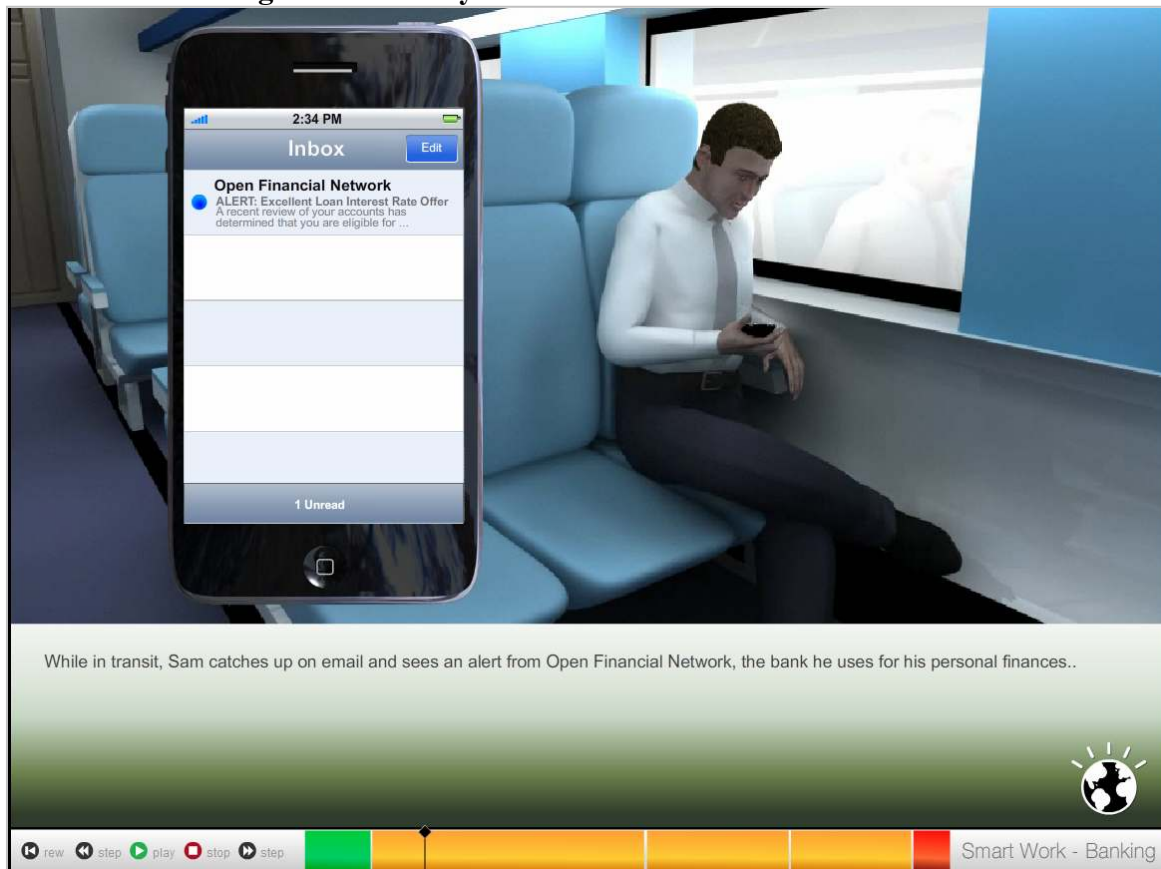 2:34 PM
Inbox
Edit
Open Financial Network
ALERT: Excellent Loan Interest Rate Offer
A recent review of your accounts has
determined that you are eligible for ...
1 Unread
While in transit, Sam catches up on email and sees an alert from Open Financial Network, the bank he uses for his personal finances..
rew step play stop step
Smart Work - Banking